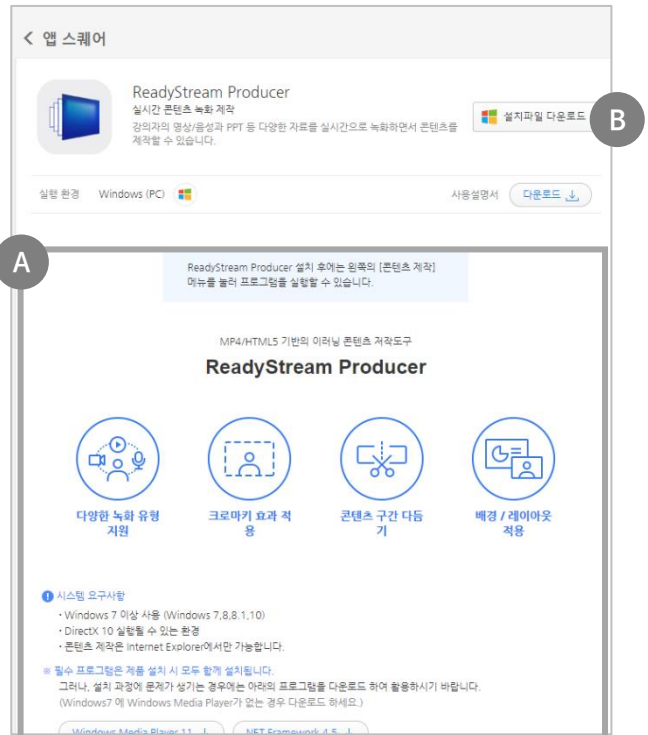 < 앱 스퀘어
ReadyStream Producer
실시간 콘텐츠 녹화 제작
강의자의 영상/음성과 PPT 등 다양한 자료를 실시간으로 녹화하면서 콘텐츠를
제작할 수 있습니다.
설치파일 다운로드
B
실행 환경 Windows (PC)
사용설명서 다운로드
A
ReadyStream Producer 설치 후에는 왼쪽의 [콘텐츠 제작]
메뉴를 눌러 프로그램을 실행할 수 있습니다.
MP4/HTML5 기반의 이러닝 콘텐츠 저작도구
ReadyStream Producer
다양한 녹화 유형
지원
크로마키 효과 적
용
콘텐츠 구간 다듬
기
배경 / 레이아웃
적용
시스템 요구사항
· Windows 7 이상 사용 (Windows 7,8,8.1,10)
· DirectX 10 실행될 수 있는 환경
· 콘텐츠 제작은 Internet Explorer에서만 가능합니다.
※ 필수 프로그램은 제품 설치 시 모두 함께 설치됩니다.
그러나, 설치 과정에 문제가 생기는 경우에는 아래의 프로그램을 다운로드 하여 활용하시기 바랍니다.
(Windows7 에 Windows Media Player가 없는 경우 다운로드 하세요.)
Windows Media Player 11
.NET Framework 4.5